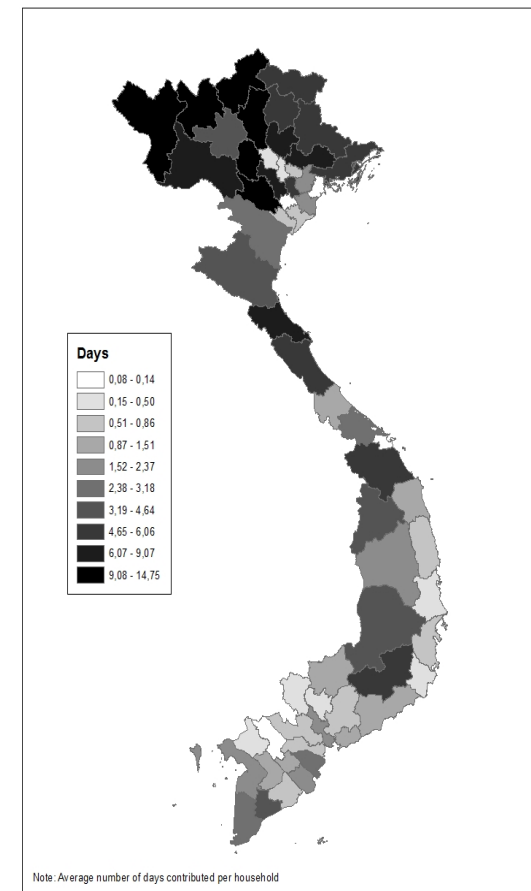 Days
0,08 - 0,14
0,15 - 0,50
0,51 - 0,86
0,87 - 1,51
1,52 - 2,37
2,38 - 3,18
3,19 - 4,64
4,65 - 6,06
6,07 - 9,07
9,08 - 14,75
Note: Average number of days contributed per household